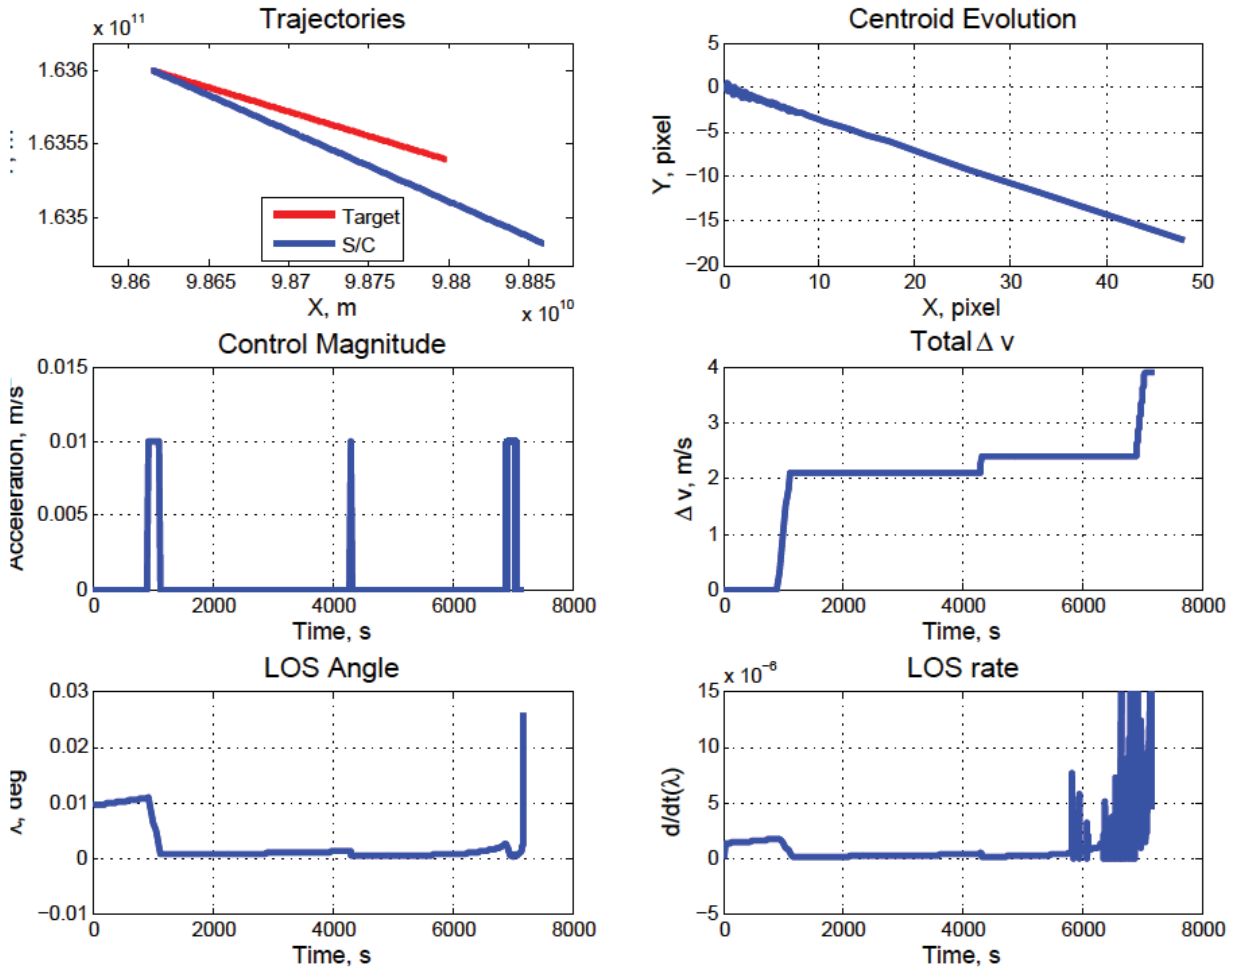 Trajectories
x 10¹¹
1.636
1.6355
1.635
Target
S/C
9.86 9.865 9.87 9.875 9.88 9.885
X, m
x 10¹⁰
Centroid Evolution
5
0
−5
−10
−15
−20
Y, pixel
0 10 20 30 40 50
X, pixel
Control Magnitude
0.015
0.01
0.005
0
Acceleration, m/s
0 2000 4000 6000 8000
Time, s
Total Δ v
4
3
2
1
0
Δ v, m/s
0 2000 4000 6000 8000
Time, s
LOS Angle
0.03
0.02
0.01
0
−0.01
λ, deg
0 2000 4000 6000 8000
Time, s
LOS rate
x 10⁻⁶
15
10
5
0
−5
d/dt(λ)
0 2000 4000 6000 8000
Time, s